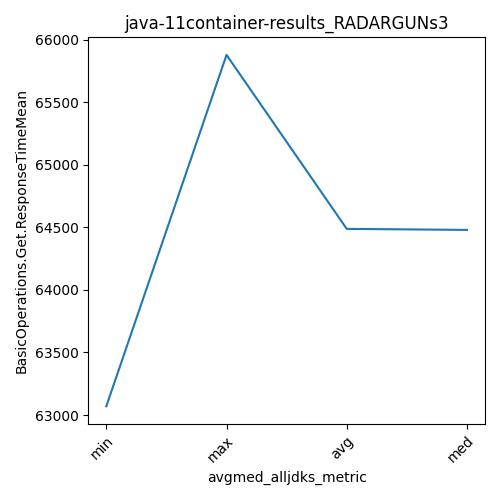 java-11container-results_RADARGUNs3
BasicOperations.Get.ResponseTimeMean
66000
65500
65000
64500
64000
63500
63000
min
max
avg
med
avgmed_alljdks_metric